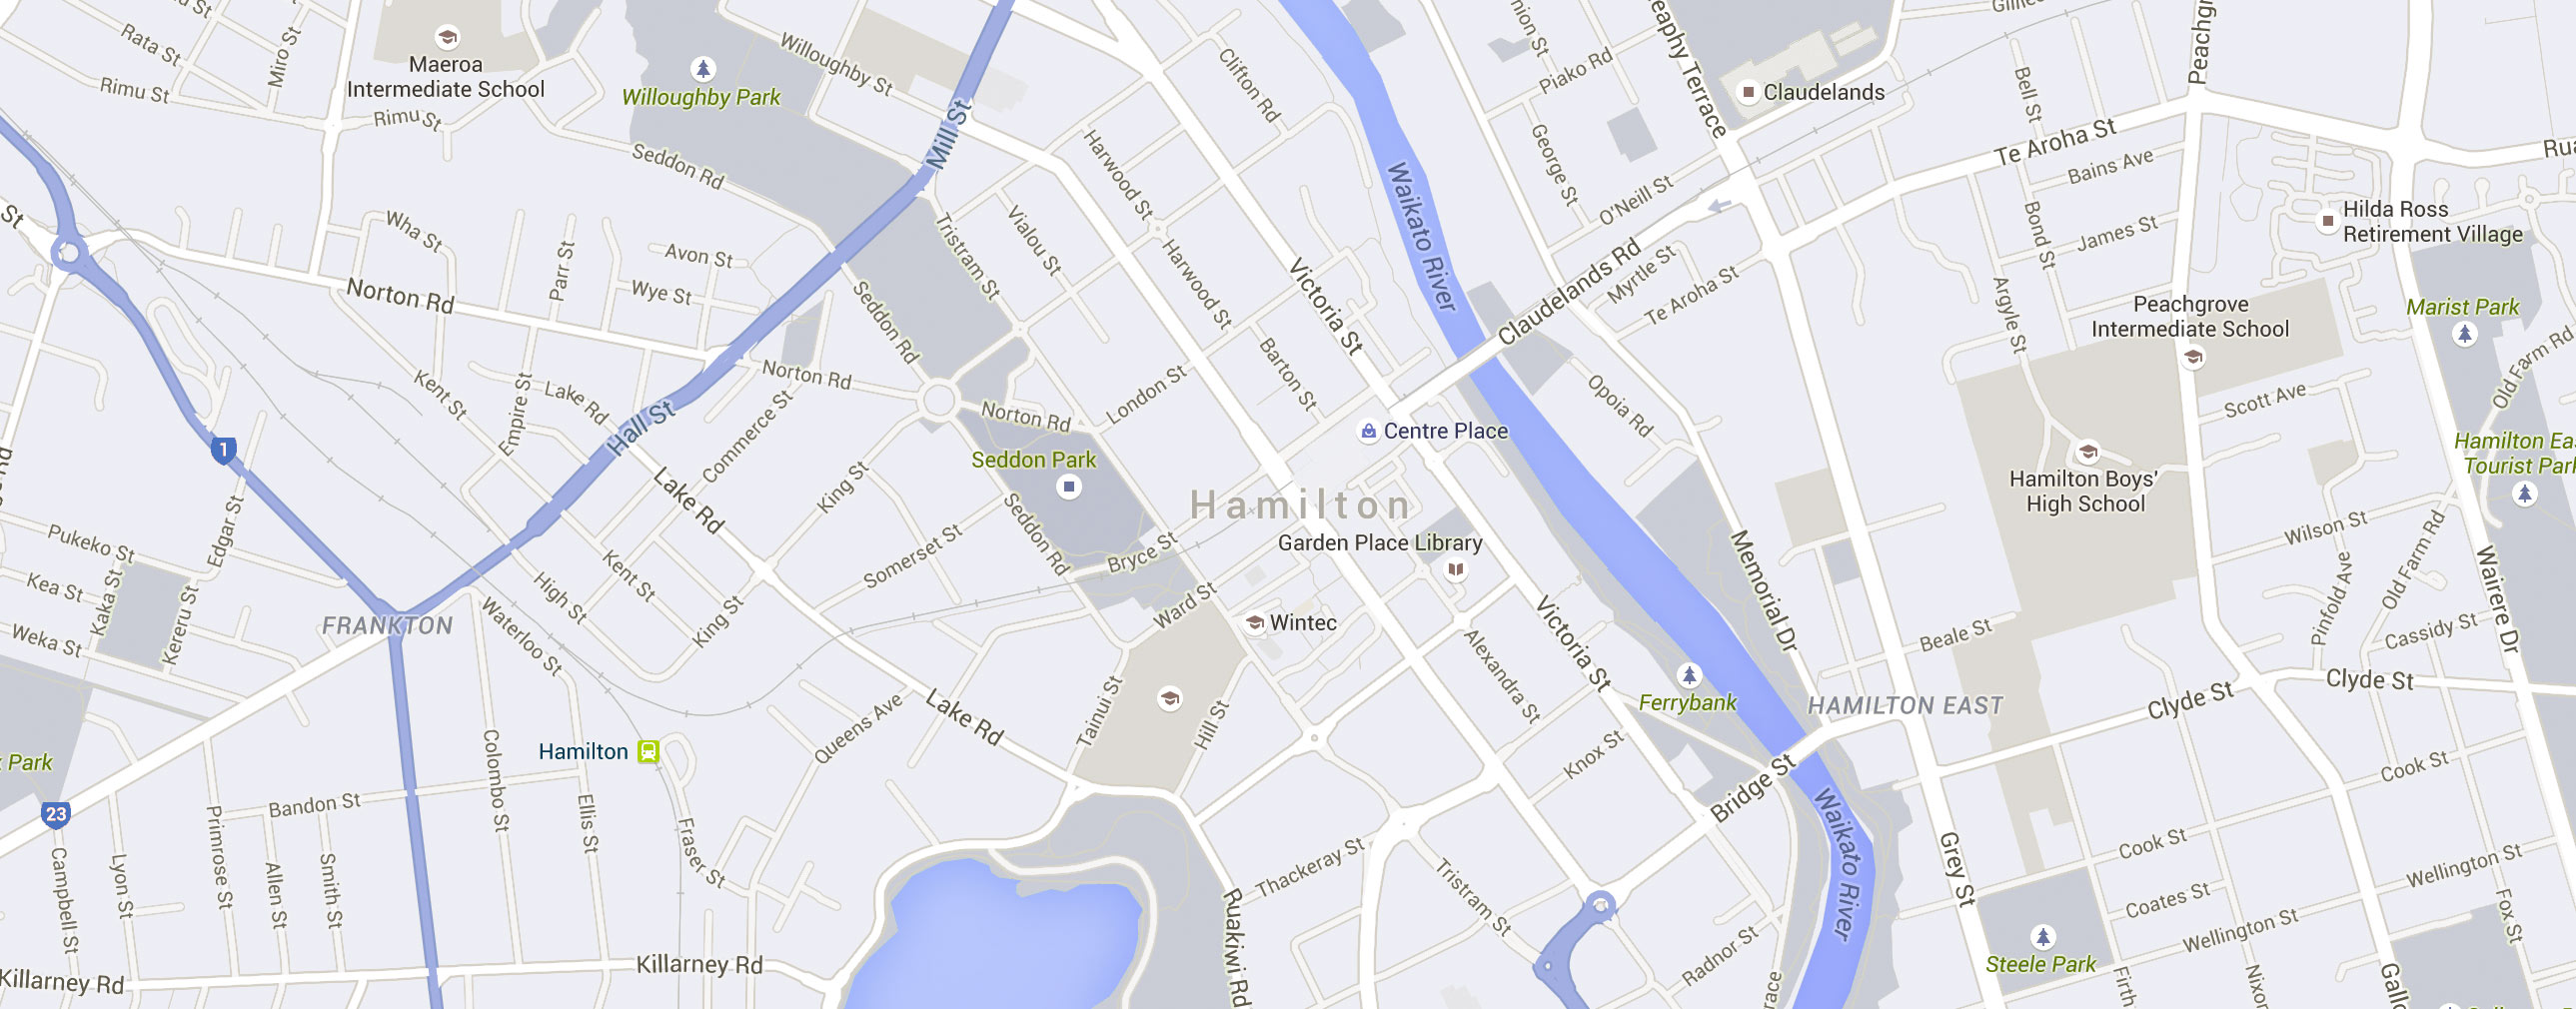 Rata St
Miro St
Rimu St
Rimu St
Maeroa
Intermediate School
Willoughby Park
Willoughby St
Mill St
Seddon Rd
Clifton Rd
Harwood St
Harwood St
Piako Rd
George St
Terrace
Claudelands
Bell St
Te Aroha St
Bains Ave
James St
Bond St
Argyle St
Hilda Ross
Retirement Village
Peachgrove
Intermediate School
Marist Park
Old Farm Rd
St
Wha St
Parr St
Avon St
Wye St
Norton Rd
Norton Rd
Norton Rd
Seddon Rd
Tristram St
Vialou St
Victoria St
Waikato River
O'Neill St
Claudelands Rd
Myrtle St
Te Aroha St
Barton St
London St
Opoia Rd
Scott Ave
Kent St
Empire St
Lake Rd
Hall St
Commerce St
King St
Lake Rd
Seddon Park
Seddon Rd
Centre Place
Hamilton
Garden Place Library
Hamilton Boys'
High School
Tourist Park
Wilson St
Old Farm Rd
Pinfold Ave
Wairere Dr
1
Edgar St
Pukeko St
Kea St
Kaka St
Kereru St
Weka St
FRANKTON
High St
Kent St
Waterloo St
King St
Somerset St
Bryce St
Ward St
Wintec
Alexandra St
Victoria St
Memorial Dr
Ferrybank
HAMILTON EAST
Beale St
Cassidy St
Clyde St
Clyde St
Park
23
Hamilton
Queens Ave
Lake Rd
Tainui St
Hill St
Knox St
Bridge St
Waikato River
Cook St
Cook St
Colombo St
Bandon St
Ellis St
Fraser St
Campbell St
Lyon St
Primrose St
Allen St
Smith St
Thackeray St
Tristram St
Ruakiwi Rd
Radnor St
Grey St
Steele Park
Coates St
Wellington St
Wellington St
Fox St
Killarney Rd
Killarney Rd
Firth